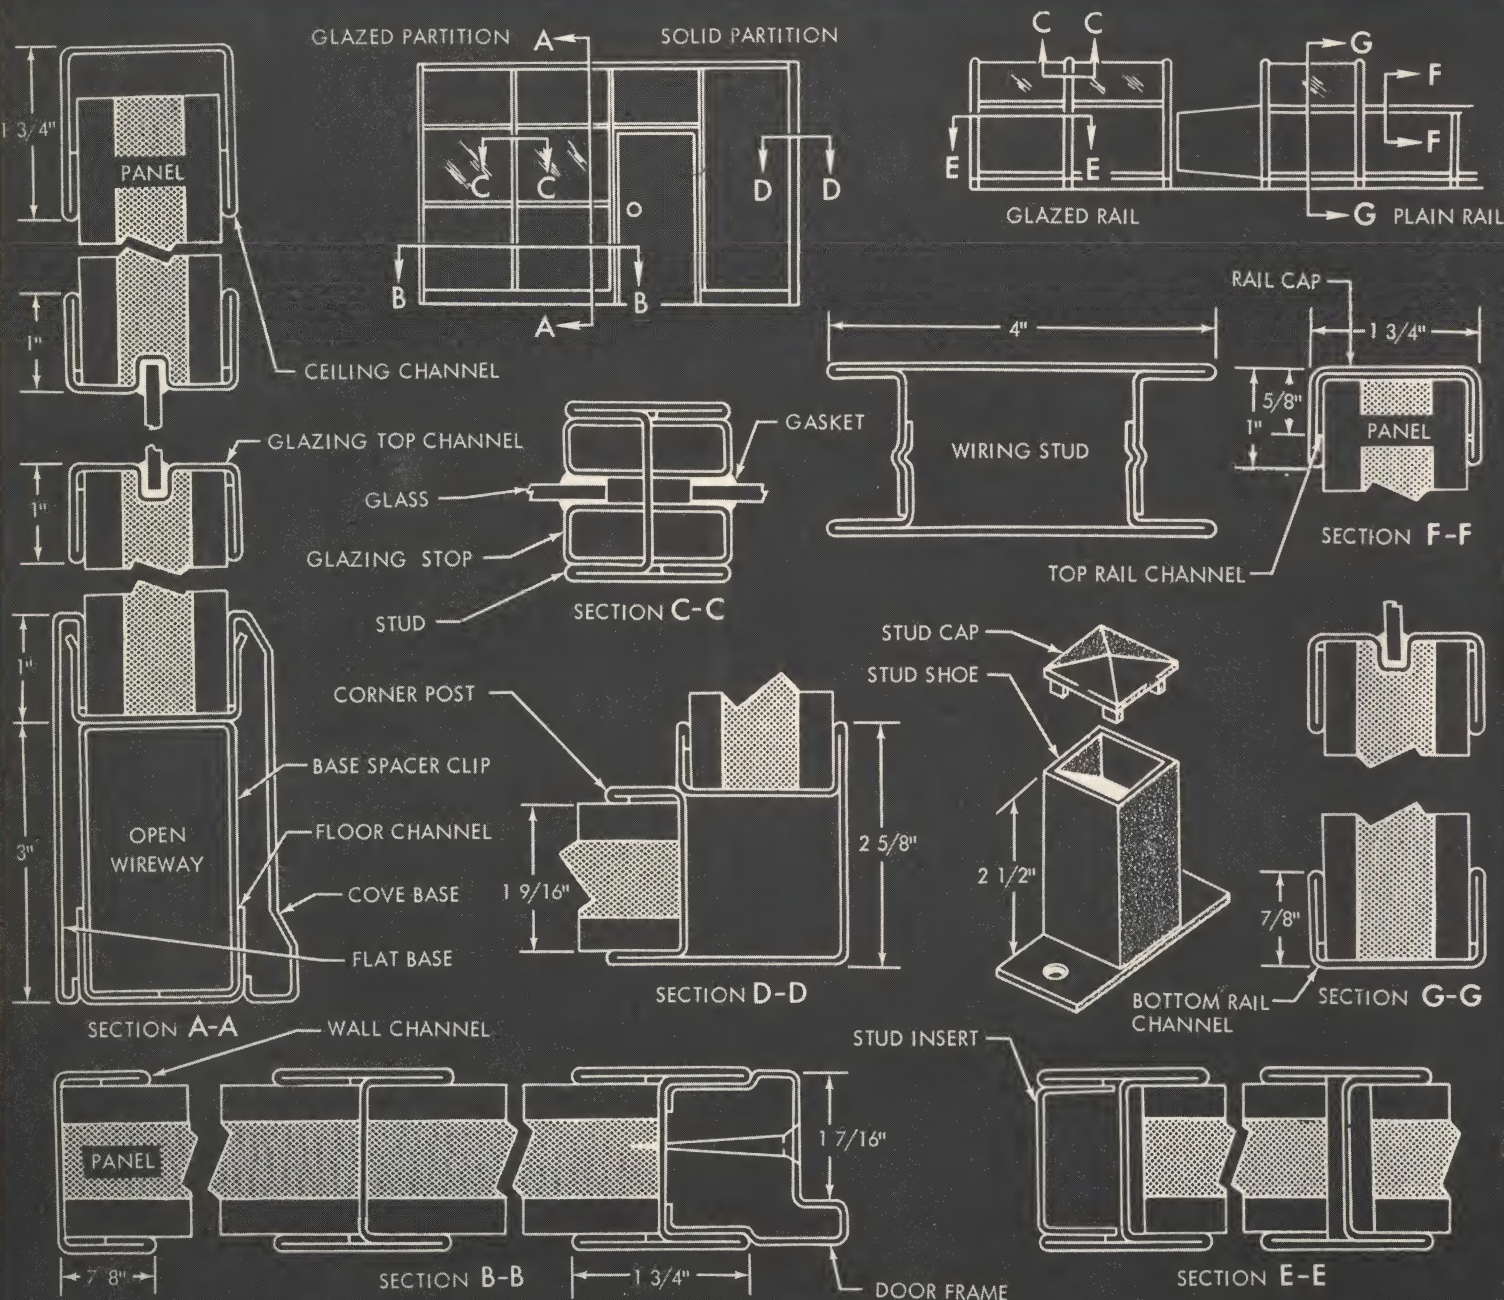 GLAZED PARTITION
A
SOLID PARTITION
C C
G
F
1 3/4"
PANEL
C C
D D
E E
F
GLAZED RAIL
G PLAIN RAIL
B B
A
1"
CEILING CHANNEL
RAIL CAP
4"
1 3/4"
5/8"
1"
PANEL
GLAZING TOP CHANNEL
1"
GASKET
GLASS
GLAZING STOP
STUD
SECTION C-C
WIRING STUD
SECTION F-F
TOP RAIL CHANNEL
1"
STUD CAP
STUD SHOE
CORNER POST
BASE SPACER CLIP
OPEN
WIREWAY
3"
FLOOR CHANNEL
COVE BASE
FLAT BASE
1 9/16"
2 5/8"
2 1/2"
7/8"
SECTION D-D
BOTTOM RAIL
CHANNEL
SECTION G-G
SECTION A-A
WALL CHANNEL
STUD INSERT
PANEL
1 7/16"
7 8"
SECTION B-B
1 3/4"
DOOR FRAME
SECTION E-E